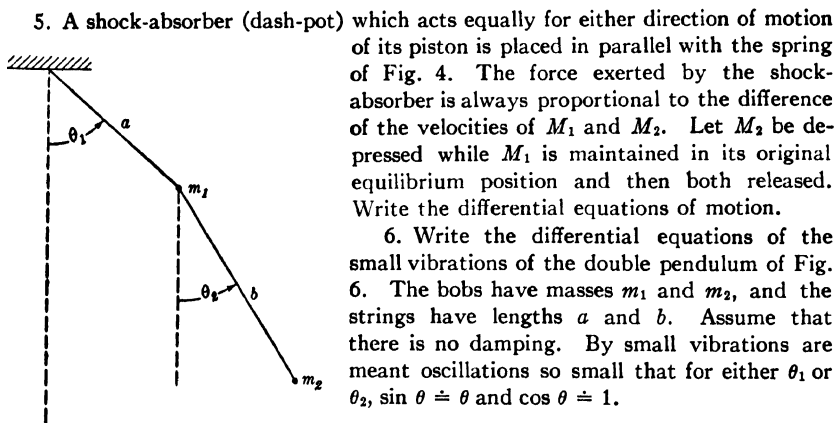 5. A shock-absorber (dash-pot) which acts equally for either direction of motion
of its piston is placed in parallel with the spring
of Fig. 4. The force exerted by the shock-
absorber is always proportional to the difference
of the velocities of M₁ and M₂. Let M₂ be de-
pressed while M₁ is maintained in its original
equilibrium position and then both released.
Write the differential equations of motion.
6. Write the differential equations of the
small vibrations of the double pendulum of Fig.
6. The bobs have masses m₁ and m₂, and the
strings have lengths a and b. Assume that
there is no damping. By small vibrations are
meant oscillations so small that for either θ₁ or
θ₂, sin θ ≐ θ and cos θ ≐ 1.
θ₁
a
m₁
θ₂
b
m₂